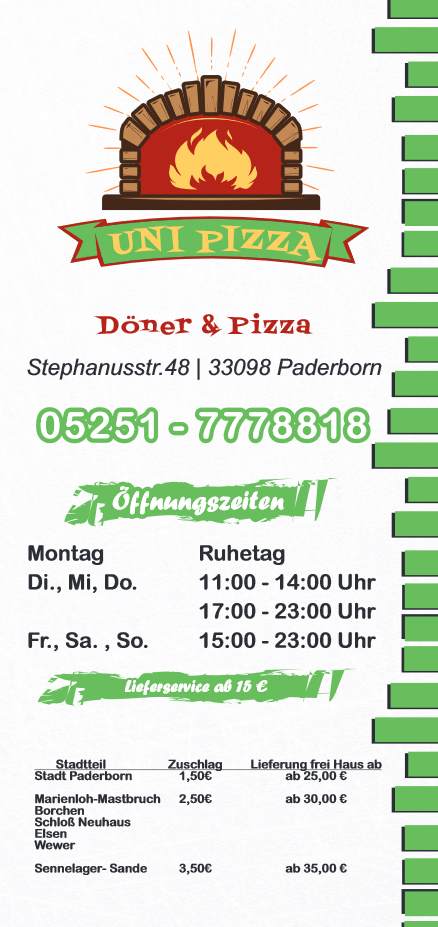 UNI PIZZA
Döner & Pizza
Stephanusstr.48 | 33098 Paderborn
05251 - 7778818
Öffnungszeiten
Montag Ruhetag
Di., Mi, Do. 11:00 - 14:00 Uhr
17:00 - 23:00 Uhr
Fr., Sa. , So. 15:00 - 23:00 Uhr
Lieferservice ab 15 €
Stadtteil Zuschlag Lieferung frei Haus ab
Stadt Paderborn 1,50€ ab 25,00 €
Marienloh-Mastbruch 2,50€ ab 30,00 €
Borchen
Schloß Neuhaus
Elsen
Wewer
Sennelager- Sande 3,50€ ab 35,00 €